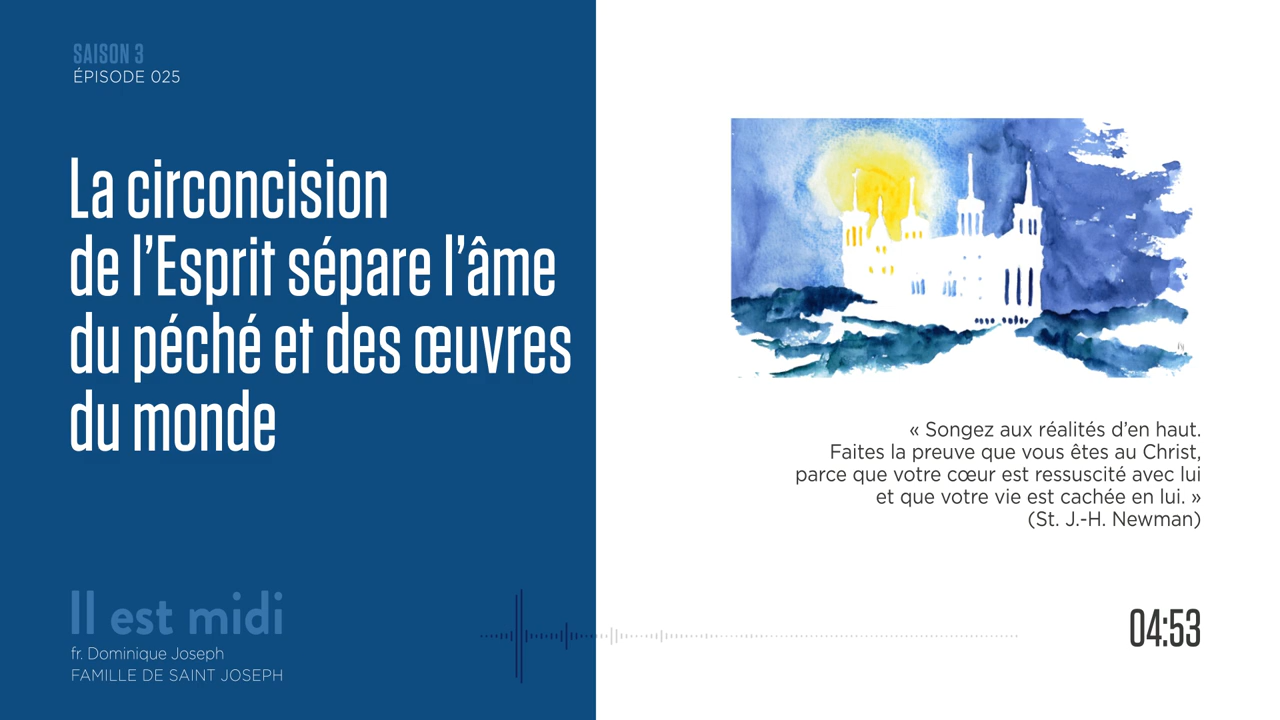 SAISON 3
ÉPISODE 025
La circoncision
de l’Esprit sépare l’âme
du péché et des œuvres
du monde
« Songez aux réalités d’en haut.
Faites la preuve que vous êtes au Christ,
parce que votre cœur est ressuscité avec lui
et que votre vie est cachée en lui. »
(St. J.-H. Newman)
Il est midi
fr. Dominique Joseph
FAMILLE DE SAINT JOSEPH
04:53